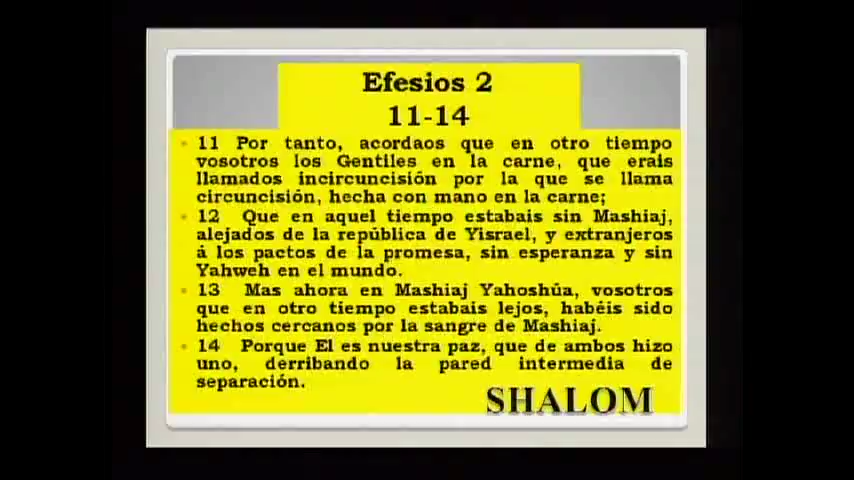 Efesios 2
11-14
11 Por tanto, acordaos que en otro tiempo
vosotros los Gentiles en la carne, que erais
llamados incircuncisión por la que se llama
circuncisión, hecha con mano en la carne;
12 Que en aquel tiempo estabais sin Mashiaj,
alejados de la república de Yisrael, y extranjeros
á los pactos de la promesa, sin esperanza y sin
Yahweh en el mundo.
13 Mas ahora en Mashiaj Yahoshúa, vosotros
que en otro tiempo estabais lejos, habéis sido
hechos cercanos por la sangre de Mashiaj.
14 Porque El es nuestra paz, que de ambos hizo
uno, derribando la pared intermedia de
separación.
SHALOM